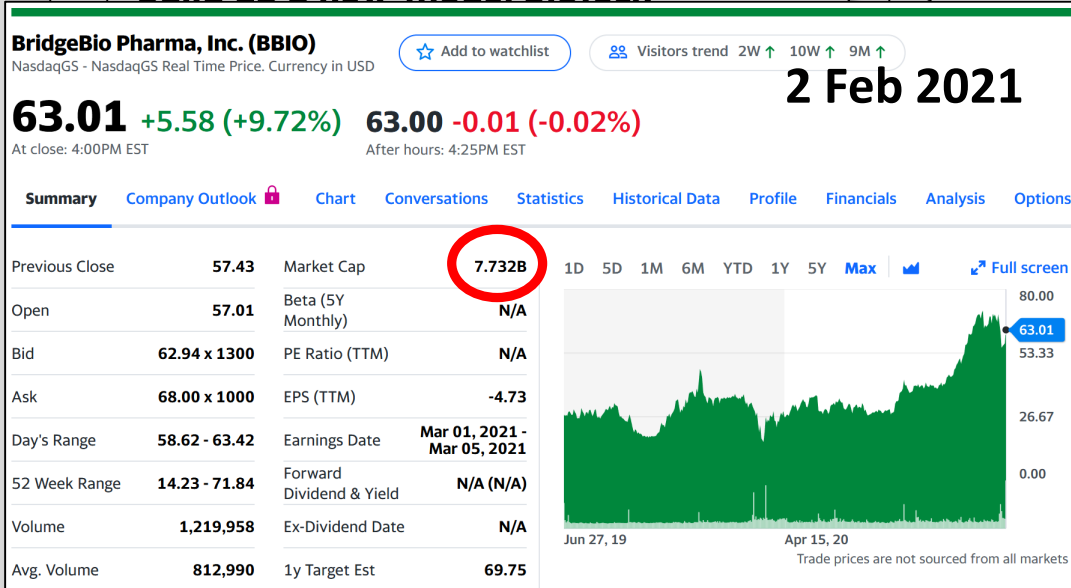 BridgeBio Pharma, Inc. (BBIO)
NasdaqGS - NasdaqGS Real Time Price. Currency in USD
Add to watchlist
Visitors trend 2W↑ 10W↑ 9M↑
2 Feb 2021
63.01 +5.58 (+9.72%)
At close: 4:00PM EST
63.00 -0.01 (-0.02%)
After hours: 4:25PM EST
Summary Company Outlook Chart Conversations Statistics Historical Data Profile Financials Analysis Options
Previous Close 57.43
Open 57.01
Bid 62.94 x 1300
Ask 68.00 x 1000
Day's Range 58.62 - 63.42
52 Week Range 14.23 - 71.84
Volume 1,219,958
Avg. Volume 812,990
Market Cap 7.732B
Beta (5Y
Monthly) N/A
PE Ratio (TTM) N/A
EPS (TTM) -4.73
Earnings Date Mar 01, 2021 -
Mar 05, 2021
Forward
Dividend & Yield N/A (N/A)
Ex-Dividend Date N/A
1y Target Est 69.75
1D 5D 1M 6M YTD 1Y 5Y Max
Full screen
80.00
63.01
53.33
26.67
0.00
Jun 27, 19 Apr 15, 20
Trade prices are not sourced from all markets